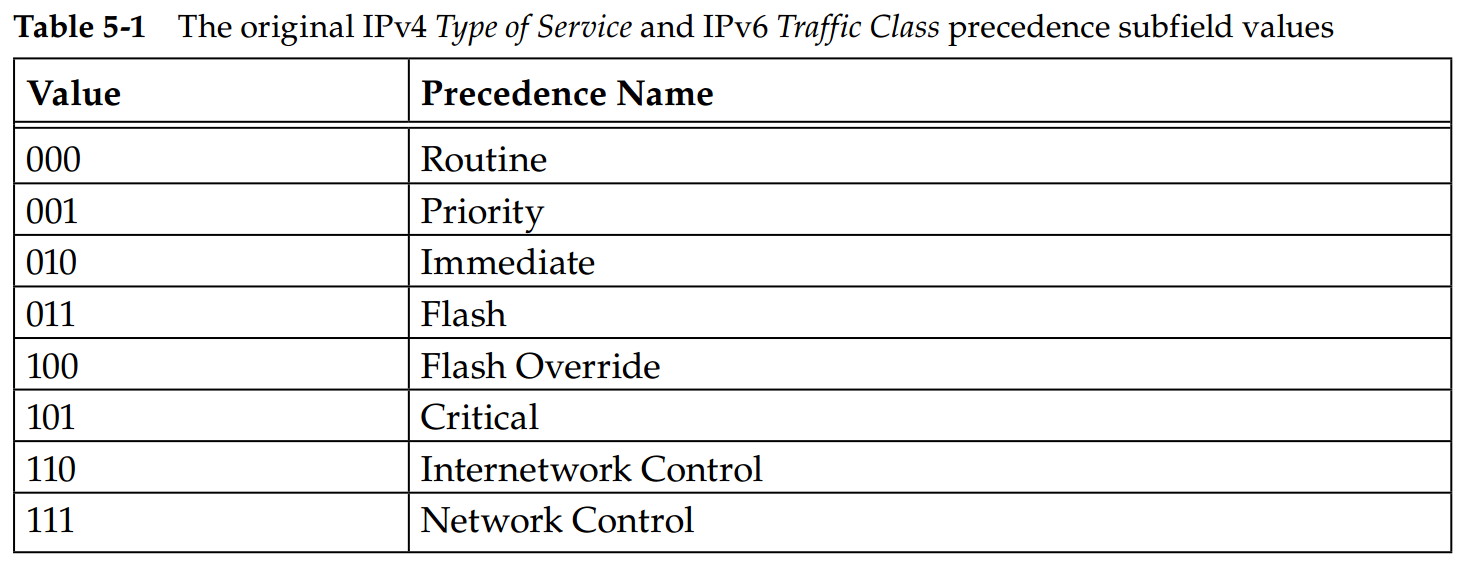 Table 5-1 The original IPv4 Type of Service and IPv6 Traffic Class precedence subfield values
Value Precedence Name
000 Routine
001 Priority
010 Immediate
011 Flash
100 Flash Override
101 Critical
110 Internetwork Control
111 Network Control